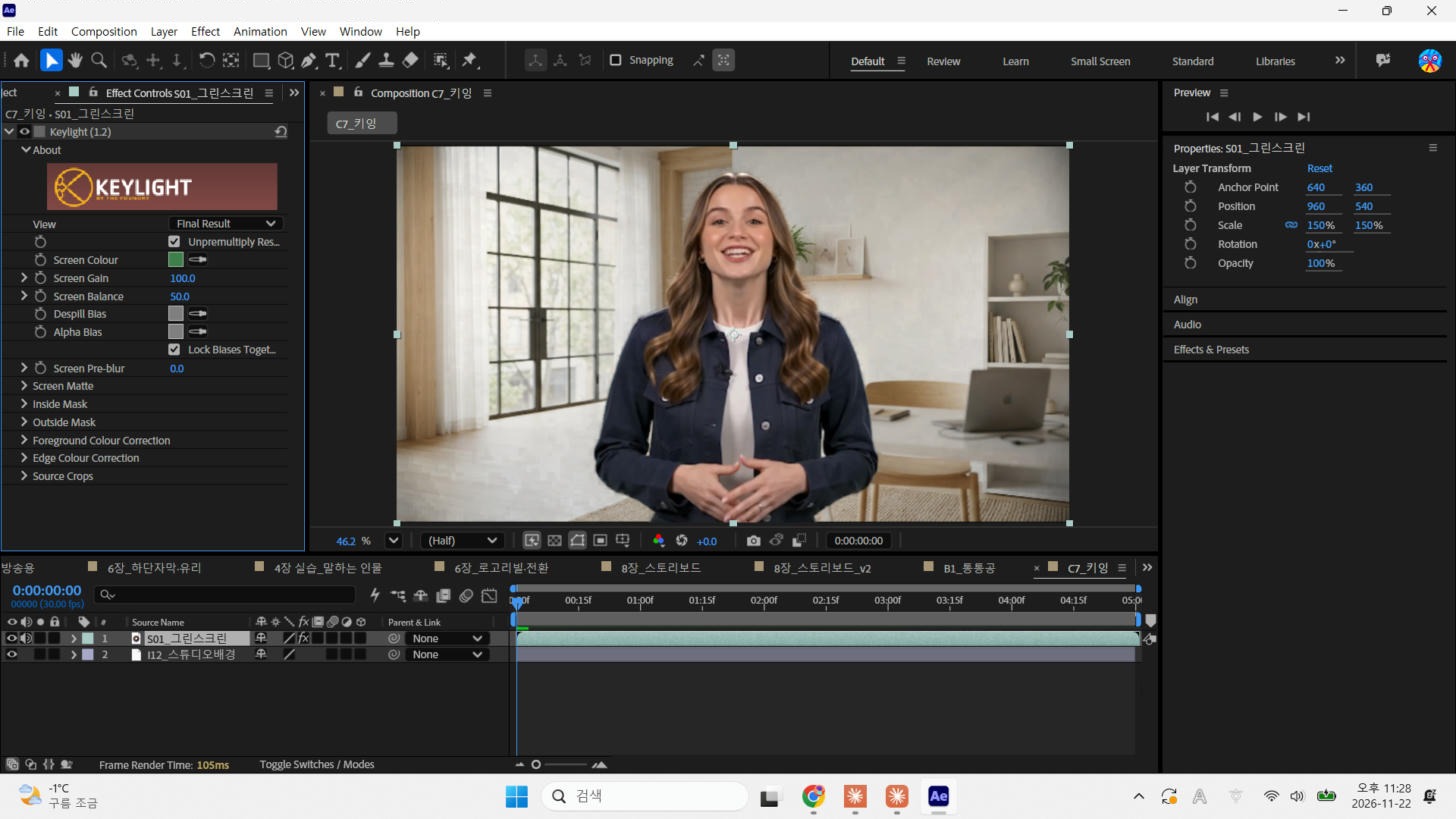 Ae
File Edit Composition Layer Effect Animation View Window Help
Snapping
Default Review Learn Small Screen Standard Libraries
ect × Effect Controls S01_그린스크린
C7_키잉 • S01_그린스크린
Keylight (1.2)
About
KEYLIGHT
BY THE FOUNDRY
View Final Result
Unpremultiply Res...
Screen Colour
Screen Gain 100.0
Screen Balance 50.0
Despill Bias
Alpha Bias
Lock Biases Toget...
Screen Pre-blur 0.0
Screen Matte
Inside Mask
Outside Mask
Foreground Colour Correction
Edge Colour Correction
Source Crops
× Composition C7_키잉
C7_키잉
46.2 % (Half) +0.0 0:00:00:00
Preview
Properties: S01_그린스크린
Layer Transform Reset
Anchor Point 640 360
Position 960 540
Scale 150% 150%
Rotation 0x+0°
Opacity 100%
Align
Audio
Effects & Presets
방송용 6장_하단자막·유리 4장 실습_말하는 인물 6장_로고리빌·전환 8장_스토리보드 8장_스토리보드_v2 B1_통통공 × C7_키잉
0:00:00:00
00000 (30.00 fps)
00f 00:15f 01:00f 01:15f 02:00f 02:15f 03:00f 03:15f 04:00f 04:15f 05:0
# Source Name fx Parent & Link
1 S01_그린스크린 fx None
2 I12_스튜디오배경 None
Frame Render Time: 105ms Toggle Switches / Modes
-1°C
구름 조금
검색
Ae
A
오후 11:28
2026-11-22